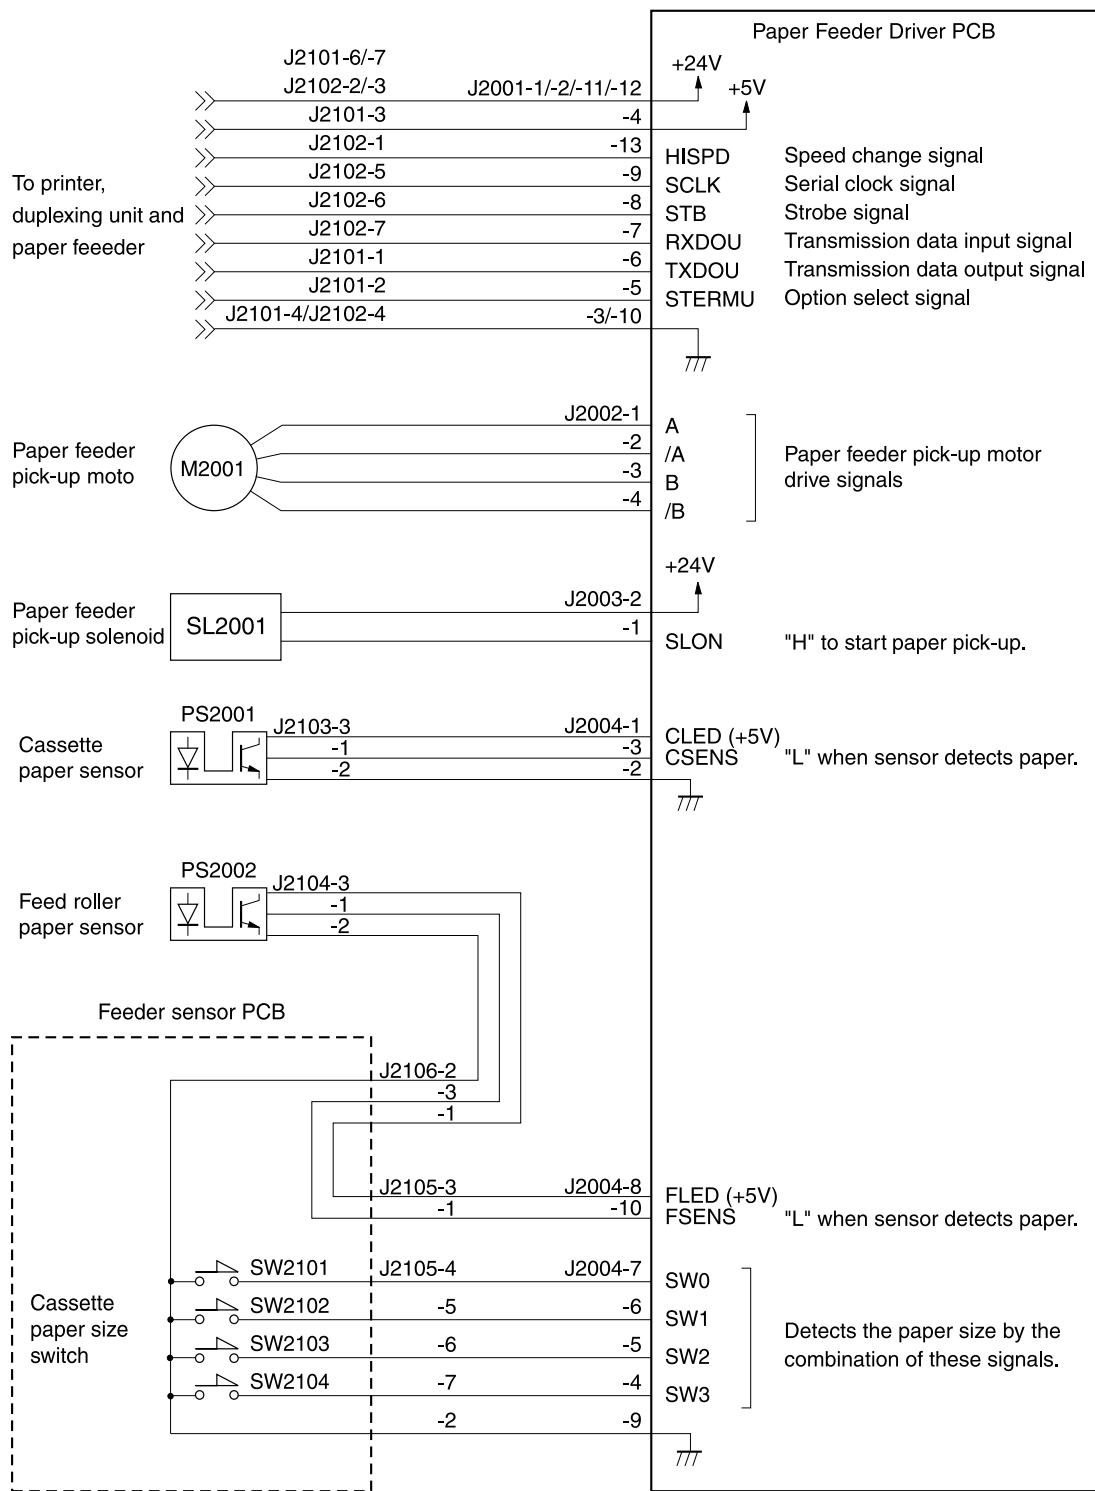 Paper Feeder Driver PCB
J2101-6/-7
+24V
J2102-2/-3 J2001-1/-2/-11/-12
+5V
J2101-3 -4
J2102-1 -13 HISPD Speed change signal
J2102-5 -9 SCLK Serial clock signal
J2102-6 -8 STB Strobe signal
J2102-7 -7 RXDOU Transmission data input signal
J2101-1 -6 TXDOU Transmission data output signal
J2101-2 -5 STERMU Option select signal
J2101-4/J2102-4 -3/-10
To printer,
duplexing unit and
paper feeeder
J2002-1 A
-2 /A
-3 B
-4 /B
Paper feeder
pick-up moto
M2001
Paper feeder pick-up motor
drive signals
+24V
Paper feeder
pick-up solenoid
SL2001
J2003-2
-1 SLON "H" to start paper pick-up.
PS2001
Cassette
paper sensor
J2103-3 J2004-1 CLED (+5V)
-1 -3 CSENS "L" when sensor detects paper.
-2 -2
PS2002
Feed roller
paper sensor
J2104-3
-1
-2
Feeder sensor PCB
J2106-2
-3
-1
J2105-3 J2004-8 FLED (+5V)
-1 -10 FSENS "L" when sensor detects paper.
SW2101 J2105-4 J2004-7 SW0
SW2102 -5 -6 SW1
SW2103 -6 -5 SW2
SW2104 -7 -4 SW3
-2 -9
Cassette
paper size
switch
Detects the paper size by the
combination of these signals.